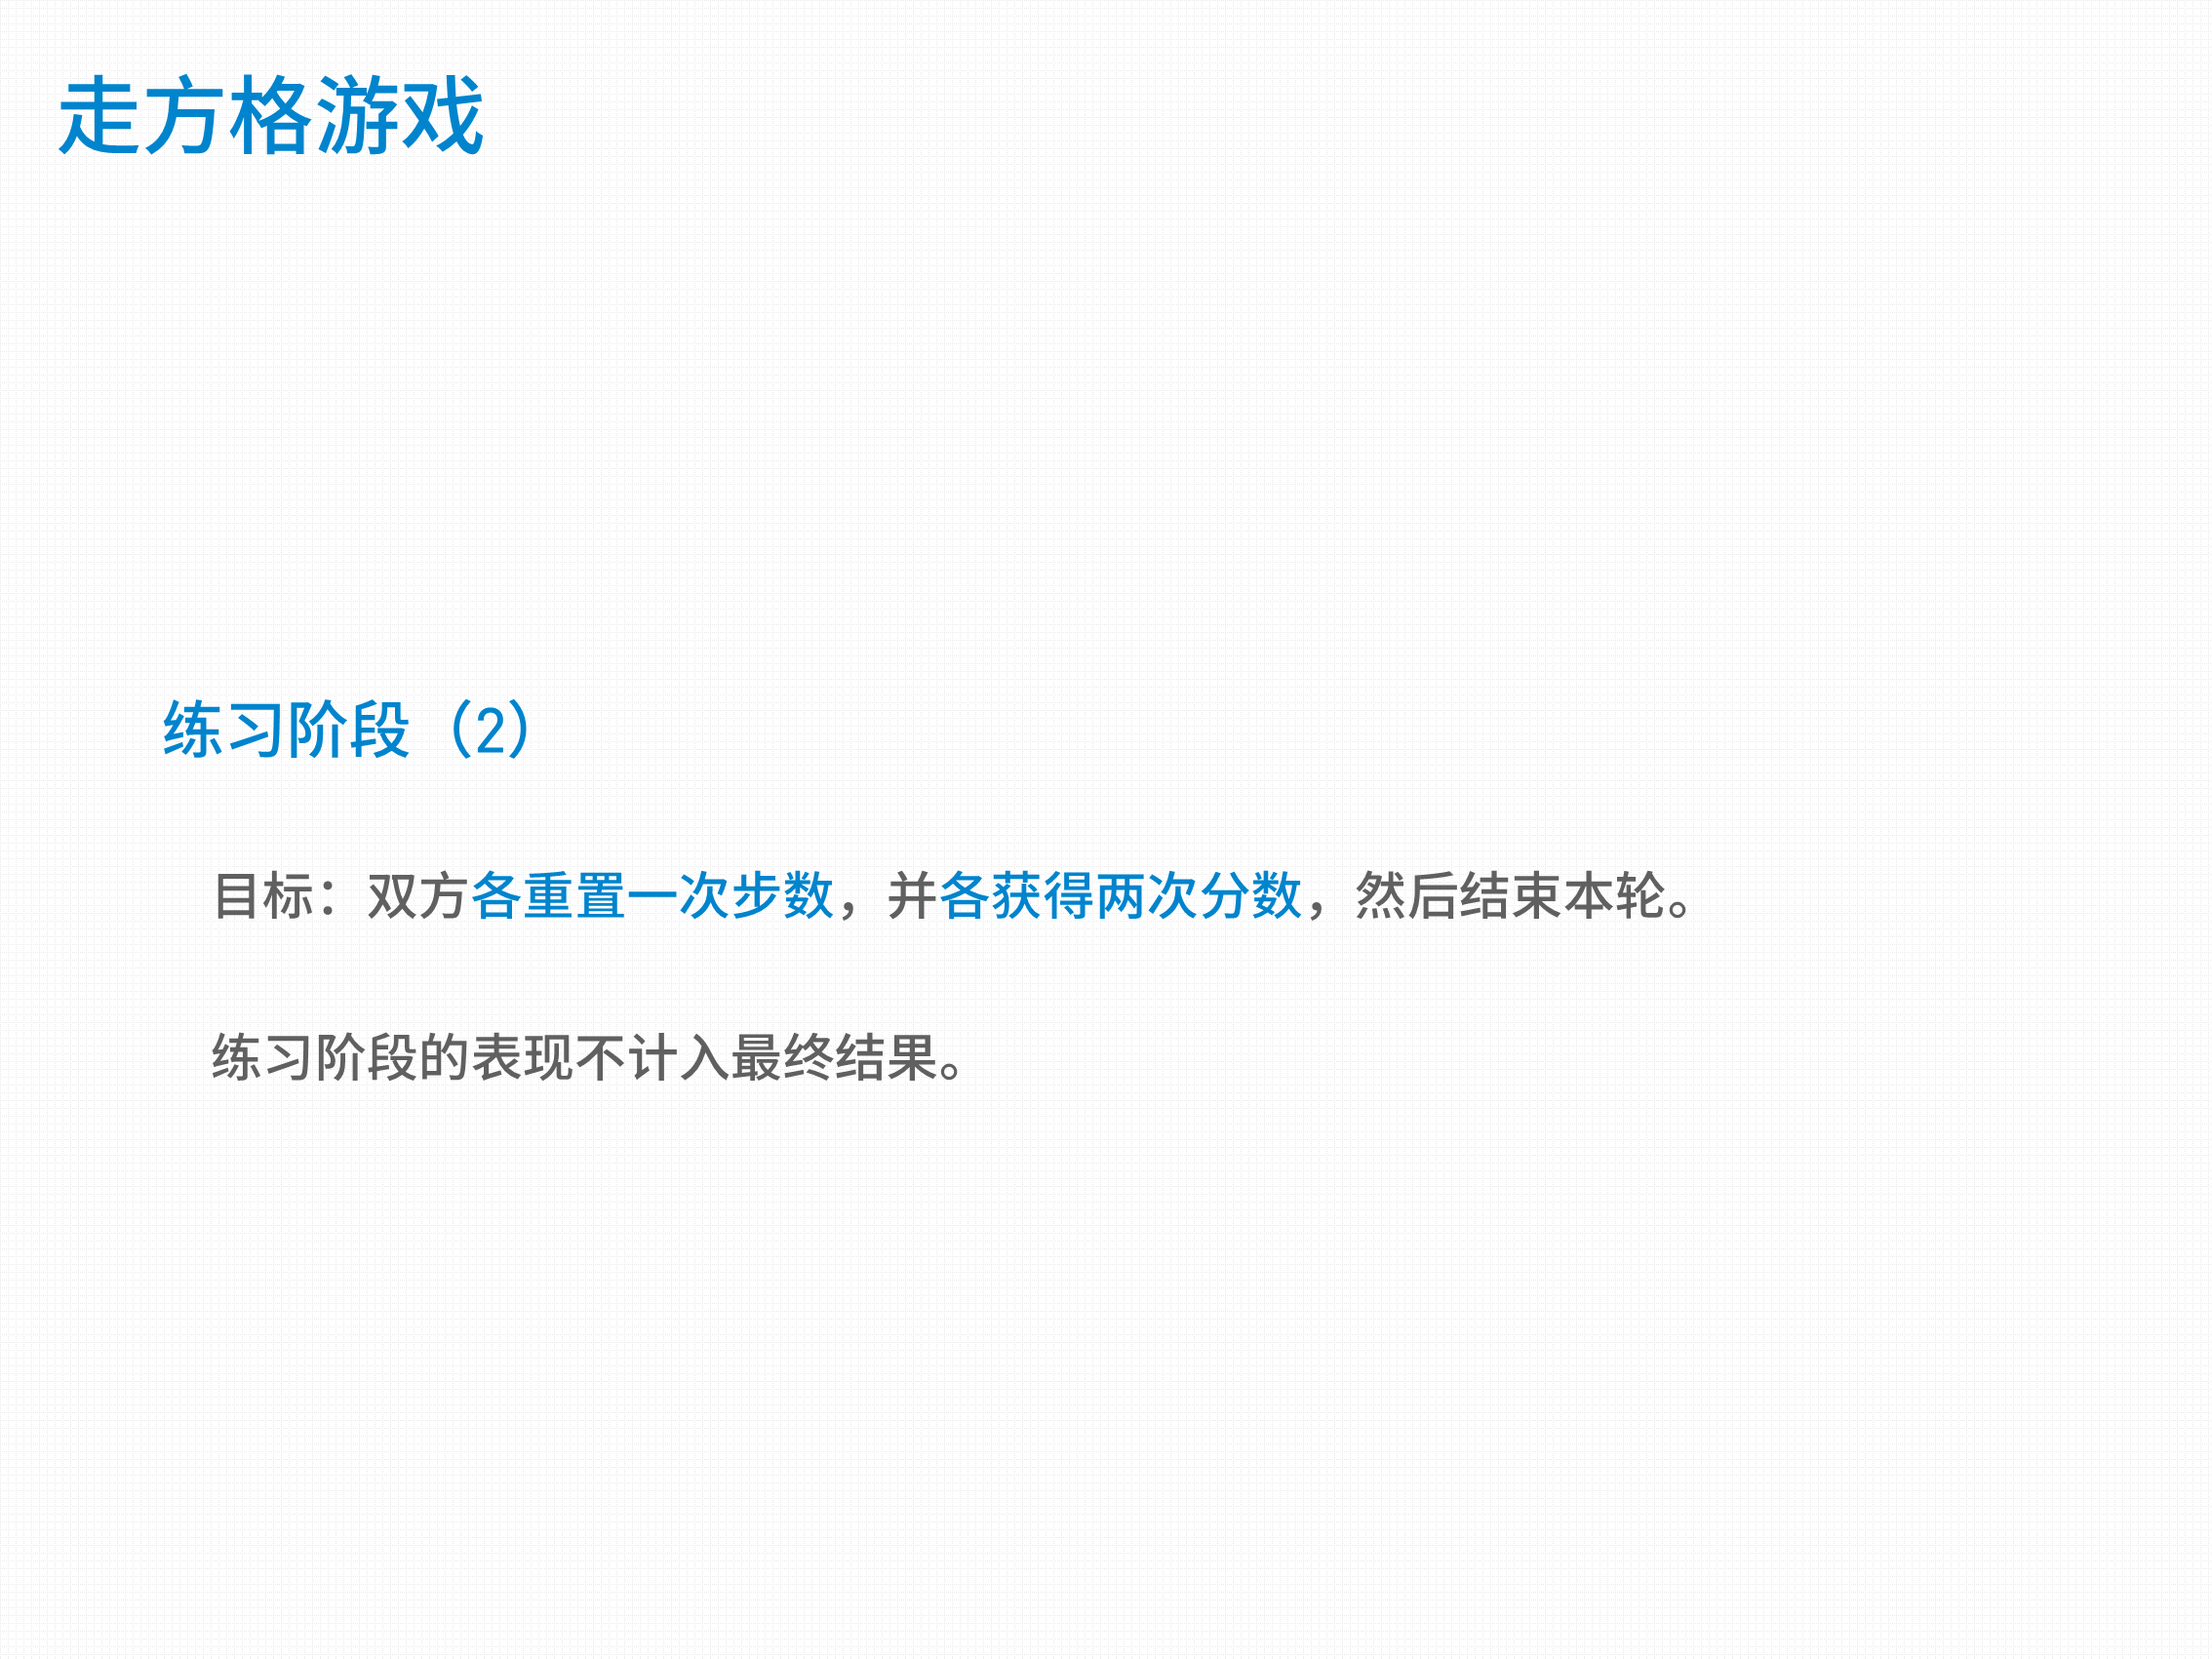 走方格游戏
练习阶段（2）
目标：双方各重置一次步数，并各获得两次分数，然后结束本轮。
练习阶段的表现不计入最终结果。